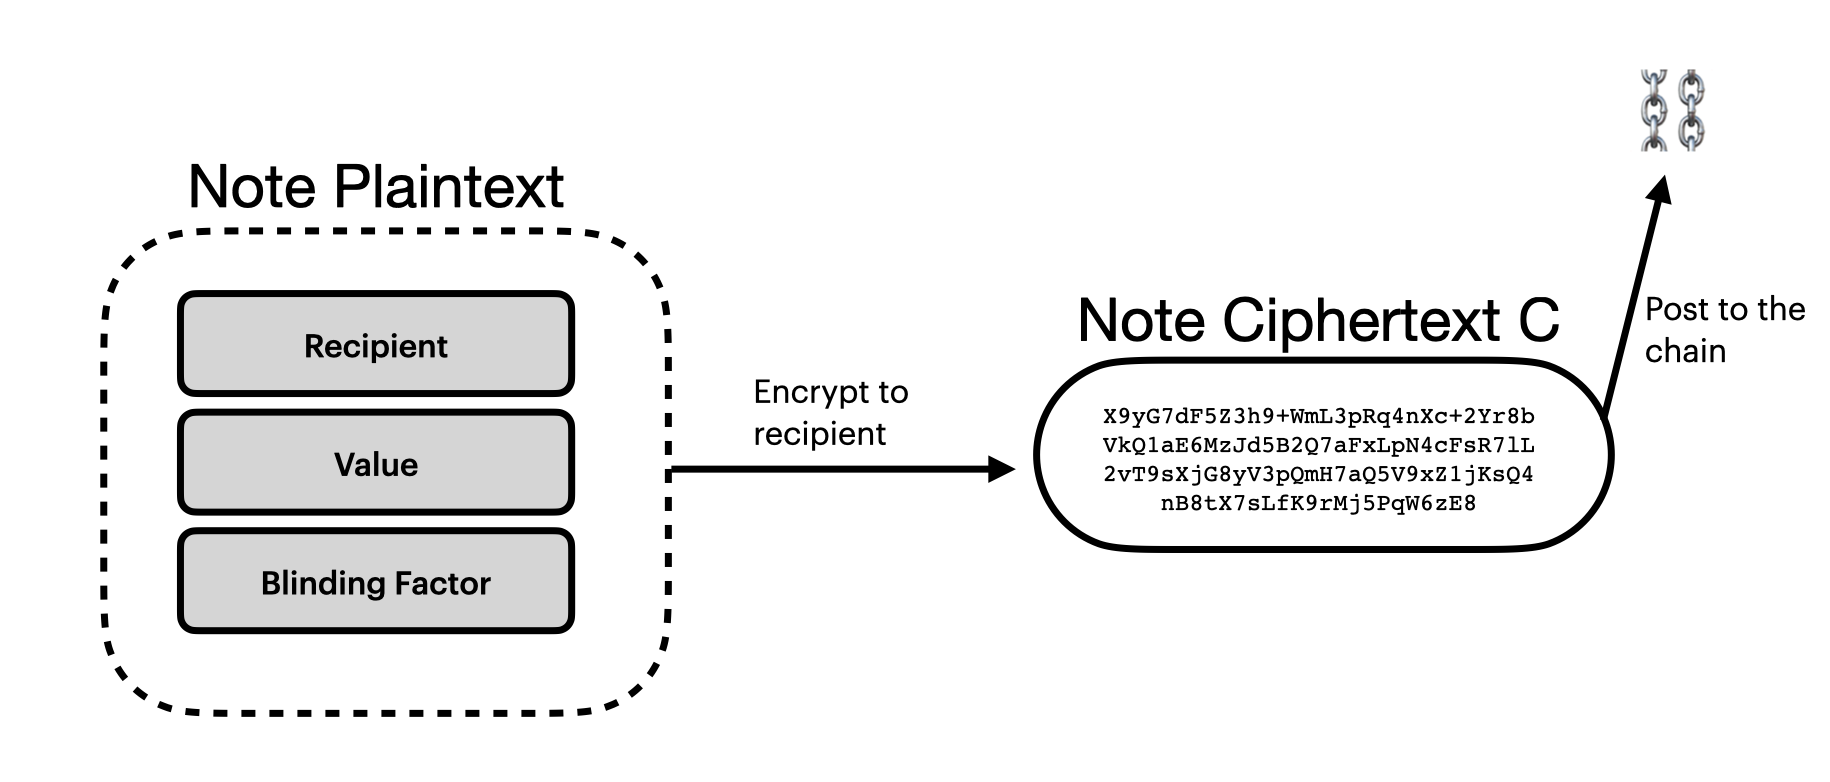 Note Plaintext
Recipient
Value
Blinding Factor
Encrypt to
recipient
Note Ciphertext C
X9yG7dF5Z3h9+WmL3pRq4nXc+2Yr8b
VkQ1aE6MzJd5B2Q7aFxLpN4cFsR7lL
2vT9sXjG8yV3pQmH7aQ5V9xZ1jKsQ4
nB8tX7sLfK9rMj5PqW6zE8
Post to the
chain